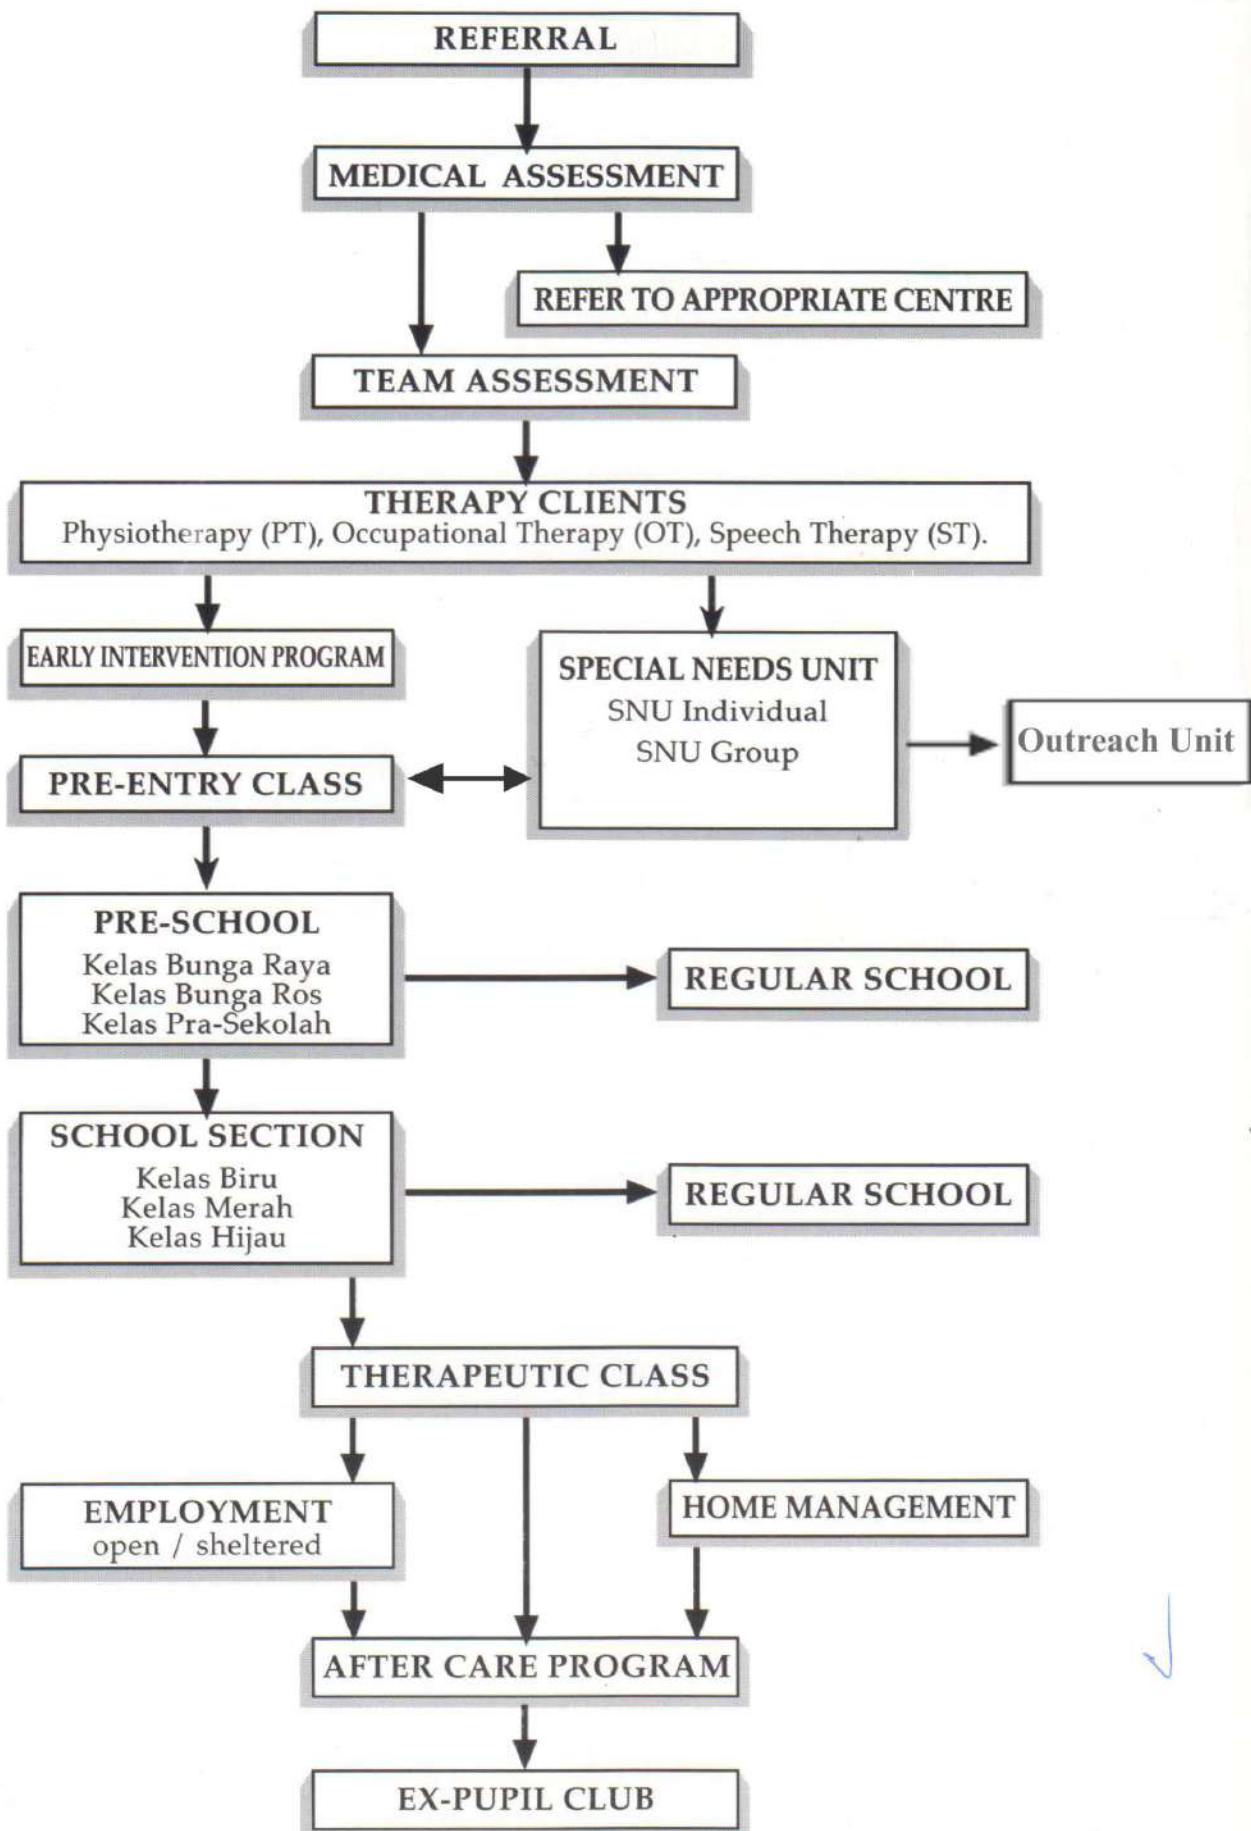 REFERRAL
MEDICAL ASSESSMENT
REFER TO APPROPRIATE CENTRE
TEAM ASSESSMENT
THERAPY CLIENTS
Physiotherapy (PT), Occupational Therapy (OT), Speech Therapy (ST).
EARLY INTERVENTION PROGRAM
SPECIAL NEEDS UNIT
SNU Individual
SNU Group
Outreach Unit
PRE-ENTRY CLASS
PRE-SCHOOL
Kelas Bunga Raya
Kelas Bunga Ros
Kelas Pra-Sekolah
REGULAR SCHOOL
SCHOOL SECTION
Kelas Biru
Kelas Merah
Kelas Hijau
REGULAR SCHOOL
THERAPEUTIC CLASS
EMPLOYMENT
open / sheltered
HOME MANAGEMENT
AFTER CARE PROGRAM
EX-PUPIL CLUB